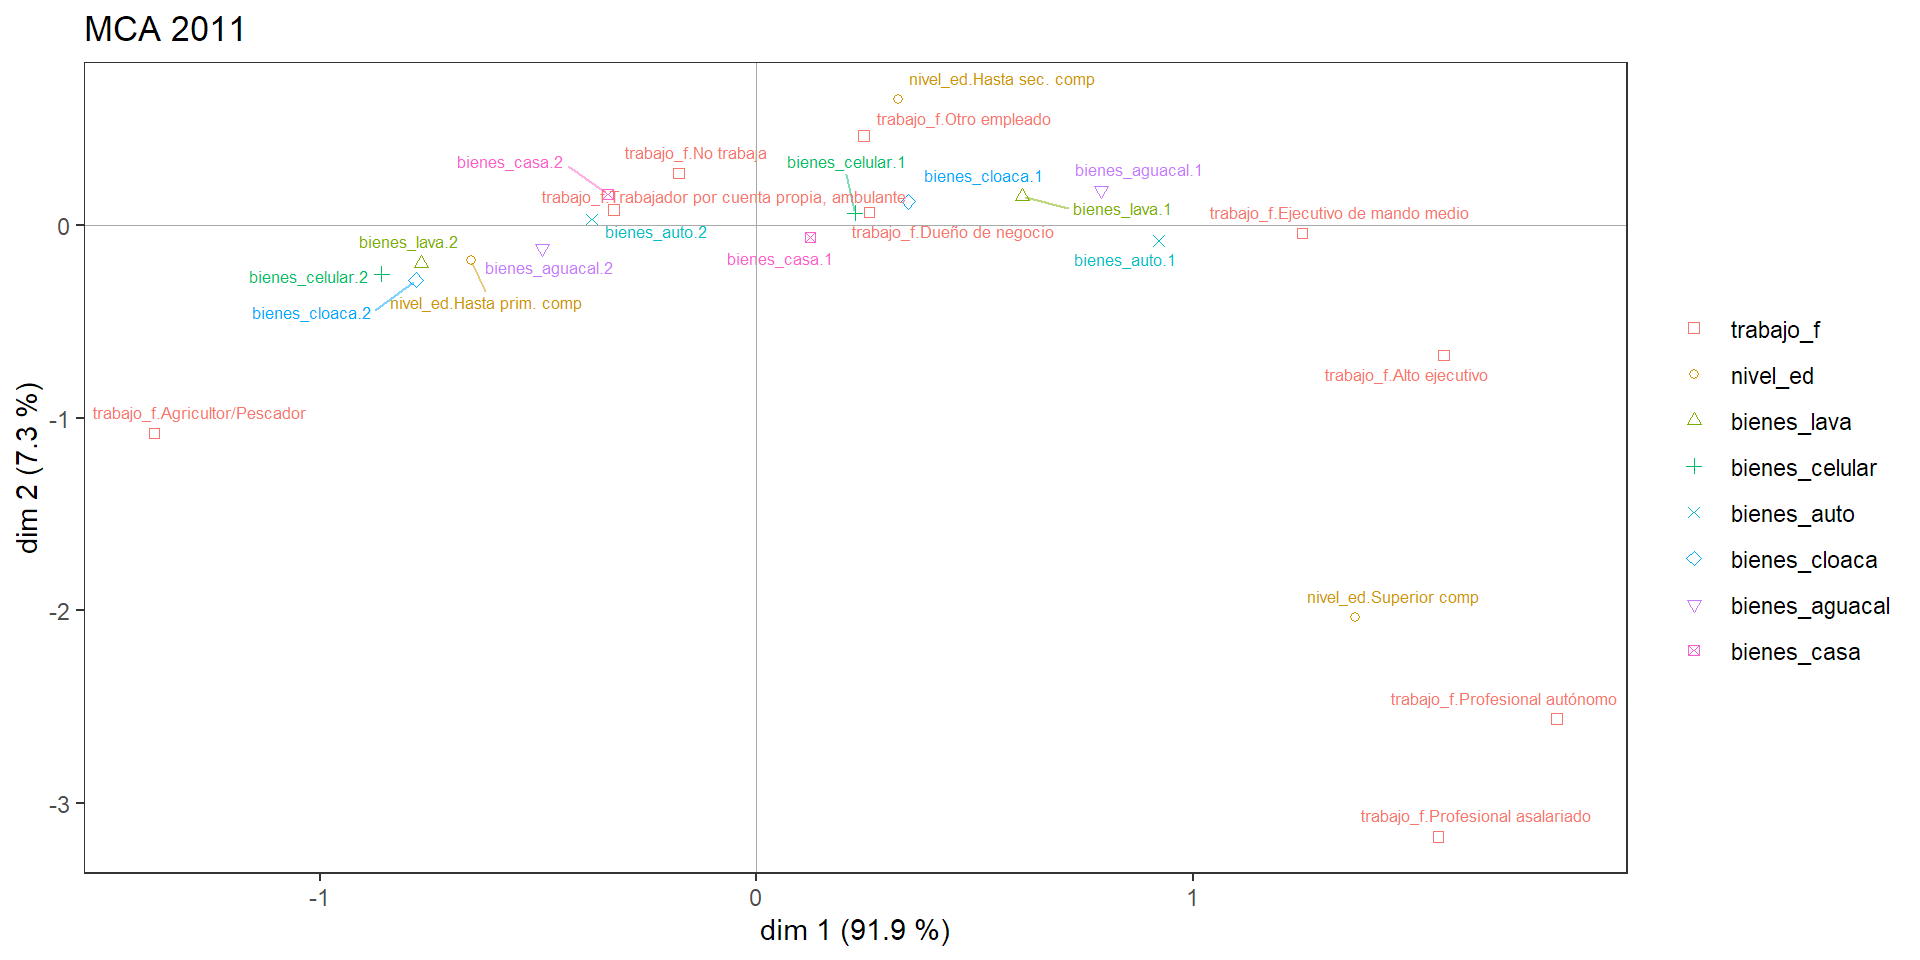 MCA 2011
nivel_ed.Hasta sec. comp
trabajo_f.Otro empleado
trabajo_f.No trabaja
bienes_casa.2
bienes_celular.1
bienes_cloaca.1
bienes_aguacal.1
trabajo_f.Trabajador por cuenta propia, ambulante
bienes_lava.1
trabajo_f.Ejecutivo de mando medio
bienes_auto.2
trabajo_f.Dueño de negocio
bienes_lava.2
bienes_casa.1
bienes_auto.1
bienes_aguacal.2
bienes_celular.2
nivel_ed.Hasta prim. comp
bienes_cloaca.2
trabajo_f.Alto ejecutivo
trabajo_f.Agricultor/Pescador
nivel_ed.Superior comp
trabajo_f.Profesional autónomo
trabajo_f.Profesional asalariado
0
-1
-2
-3
dim 2 (7.3 %)
-1
0
1
dim 1 (91.9 %)
trabajo_f
nivel_ed
bienes_lava
bienes_celular
bienes_auto
bienes_cloaca
bienes_aguacal
bienes_casa